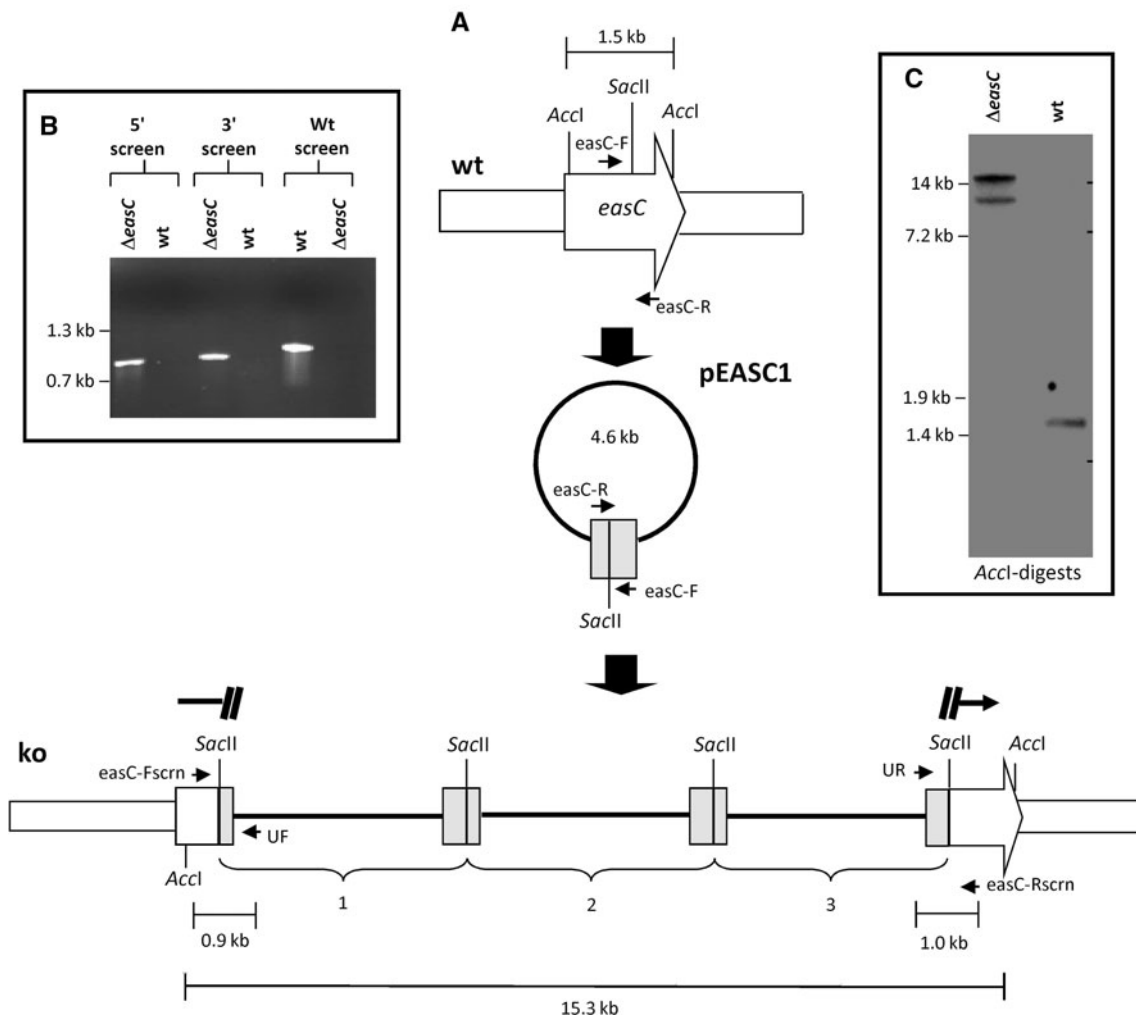 A
1.5 kb
SacII
AccI
AccI
easC-F
wt
easC
easC-R
B
5' screen
3' screen
Wt screen
ΔeasC
wt
ΔeasC
wt
wt
ΔeasC
1.3 kb
0.7 kb
C
ΔeasC
wt
14 kb
7.2 kb
1.9 kb
1.4 kb
AccI-digests
pEASC1
4.6 kb
easC-R
easC-F
SacII
ko
SacII
SacII
SacII
SacII
AccI
easC-Fscrn
UR
UF
AccI
easC-Rscrn
1
2
3
0.9 kb
1.0 kb
15.3 kb